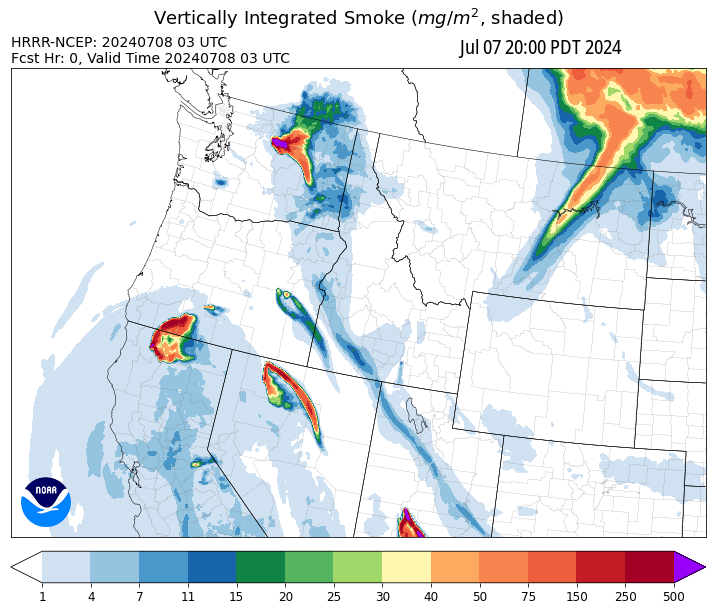 Vertically Integrated Smoke (mg/m², shaded)
HRRR-NCEP: 20240708 03 UTC
Jul 07 20:00 PDT 2024
Fcst Hr: 0, Valid Time 20240708 03 UTC
NOAA
1 4 7 11 15 20 25 30 40 50 75 150 250 500